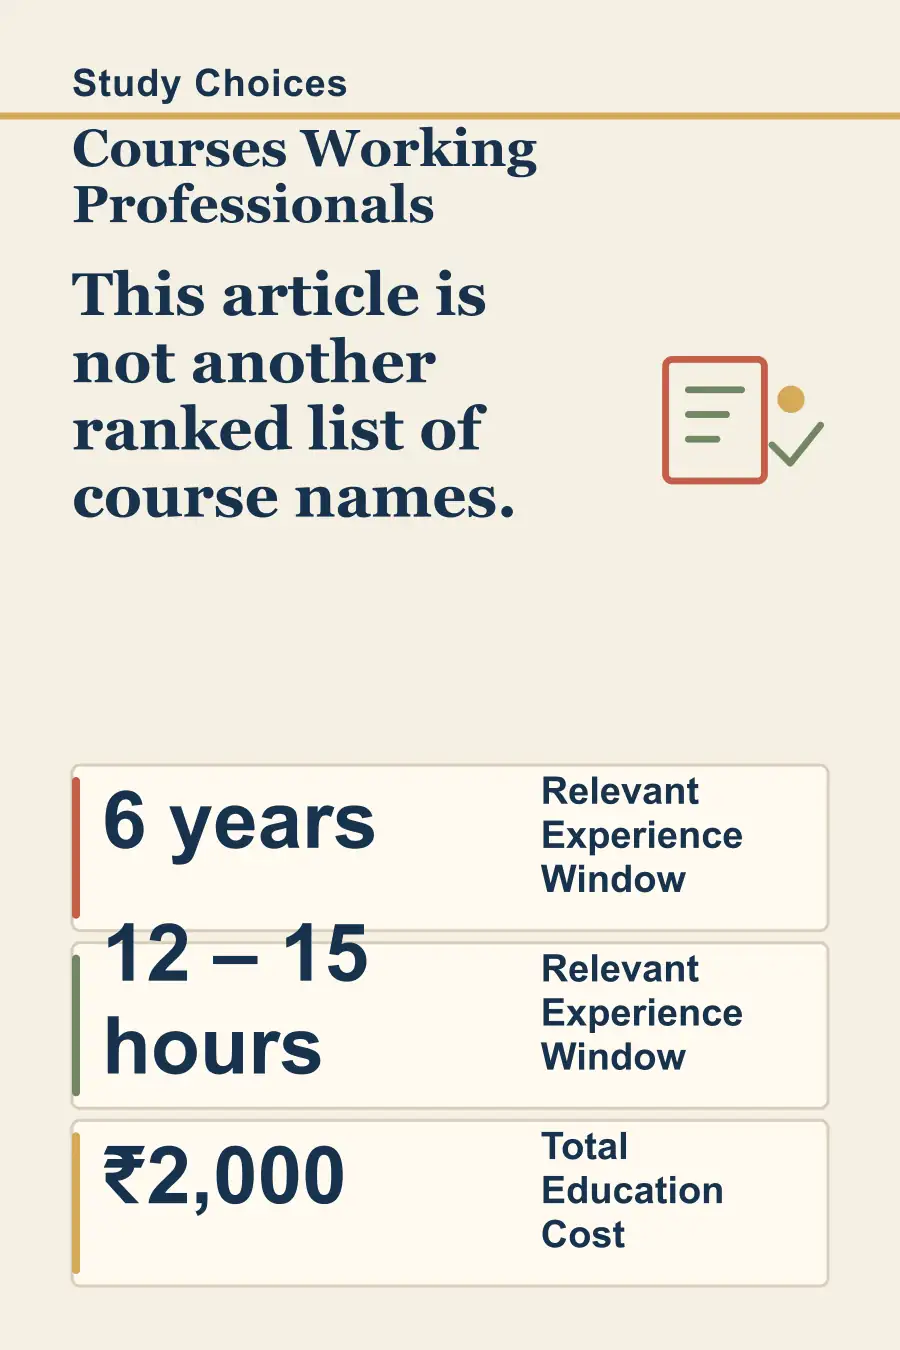 Study Choices
Courses Working
Professionals
This article is
not another
ranked list of
course names.
6 years
Relevant
Experience
Window
12 – 15
hours
Relevant
Experience
Window
₹2,000
Total
Education
Cost